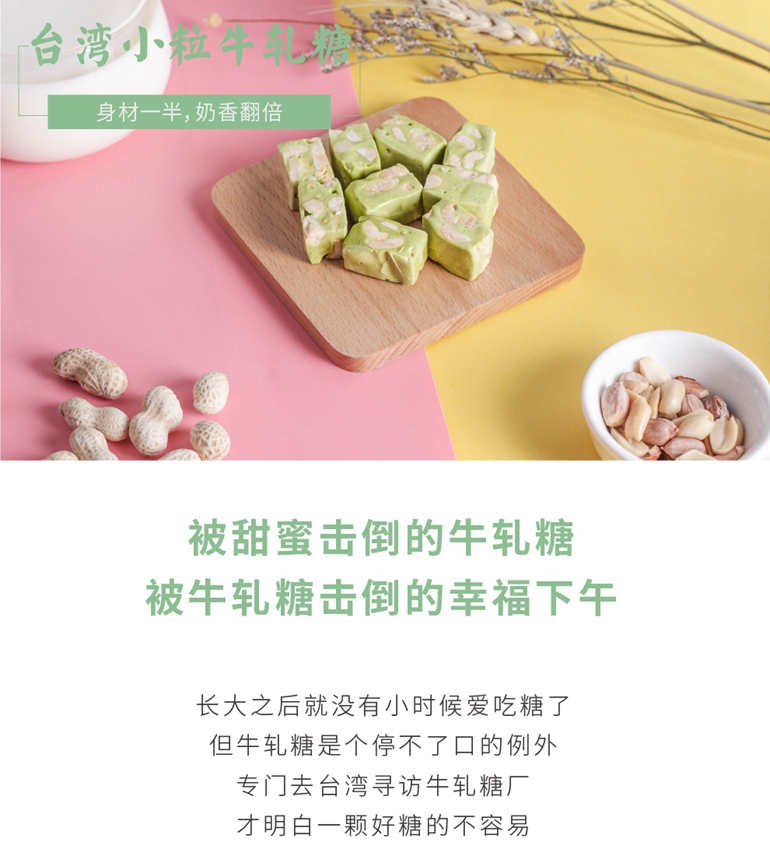 台湾小粒牛轧糖
身材一半，奶香翻倍
被甜蜜击倒的牛轧糖
被牛轧糖击倒的幸福下午
长大之后就没有小时候爱吃糖了
但牛轧糖是个停不了口的例外
专门去台湾寻访牛轧糖厂
才明白一颗好糖的不容易